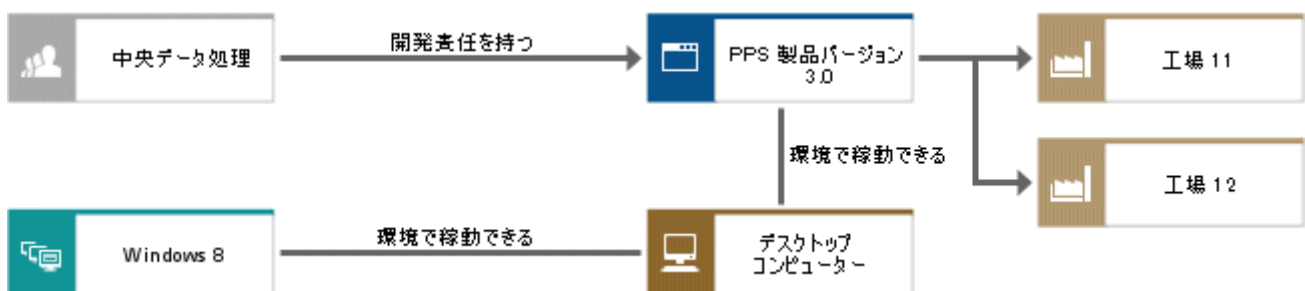 中央データ処理
開発責任を持つ
PPS 製品バージョン
3.0
工場 11
環境で稼動できる
工場 12
Windows 8
環境で稼動できる
デスクトップ
コンピューター